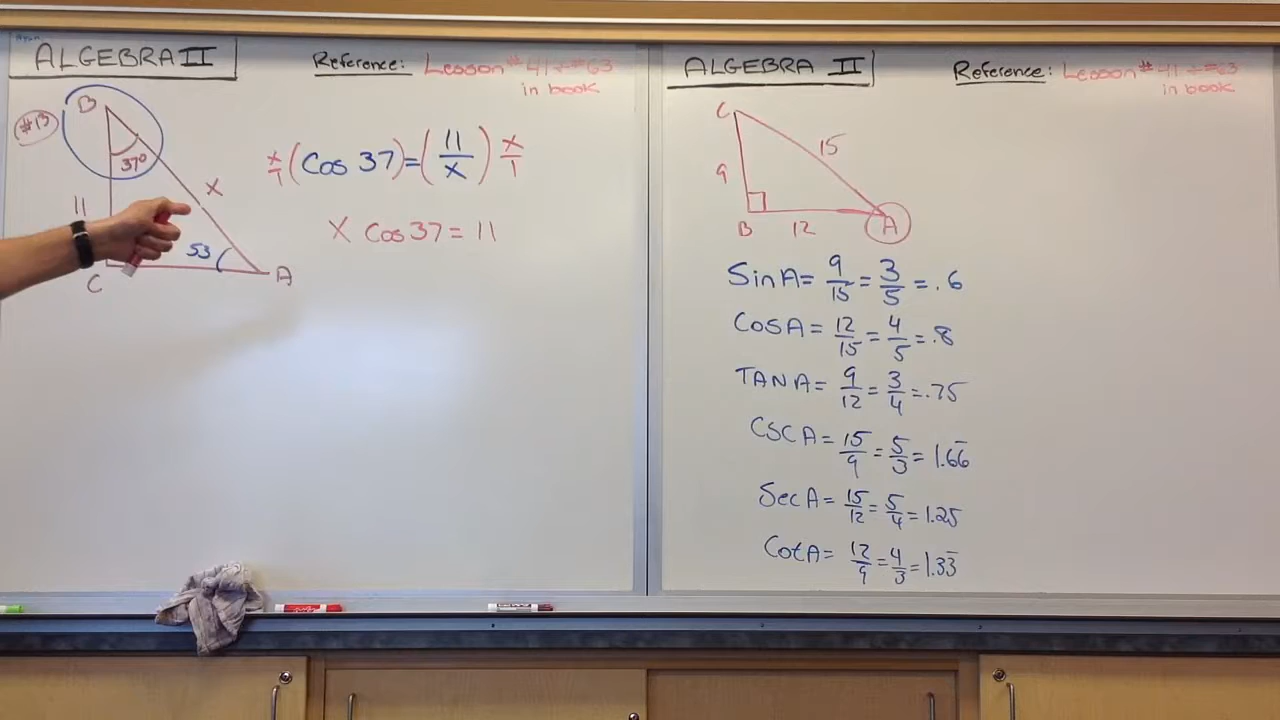 ALGEBRA II
Reference: Lesson #41 + #63
in book
#13
B
37°
x
11
53
C
A
x/1 (Cos 37) = (11/x) x/1
x Cos 37 = 11
ALGEBRA II
Reference: Lesson #41 + #63
in book
C
15
9
B
12
A
Sin A = 9/15 = 3/5 = .6
Cos A = 12/15 = 4/5 = .8
TAN A = 9/12 = 3/4 = .75
CSC A = 15/9 = 5/3 = 1.66̅
Sec A = 15/12 = 5/4 = 1.25
Cot A = 12/9 = 4/3 = 1.33̅